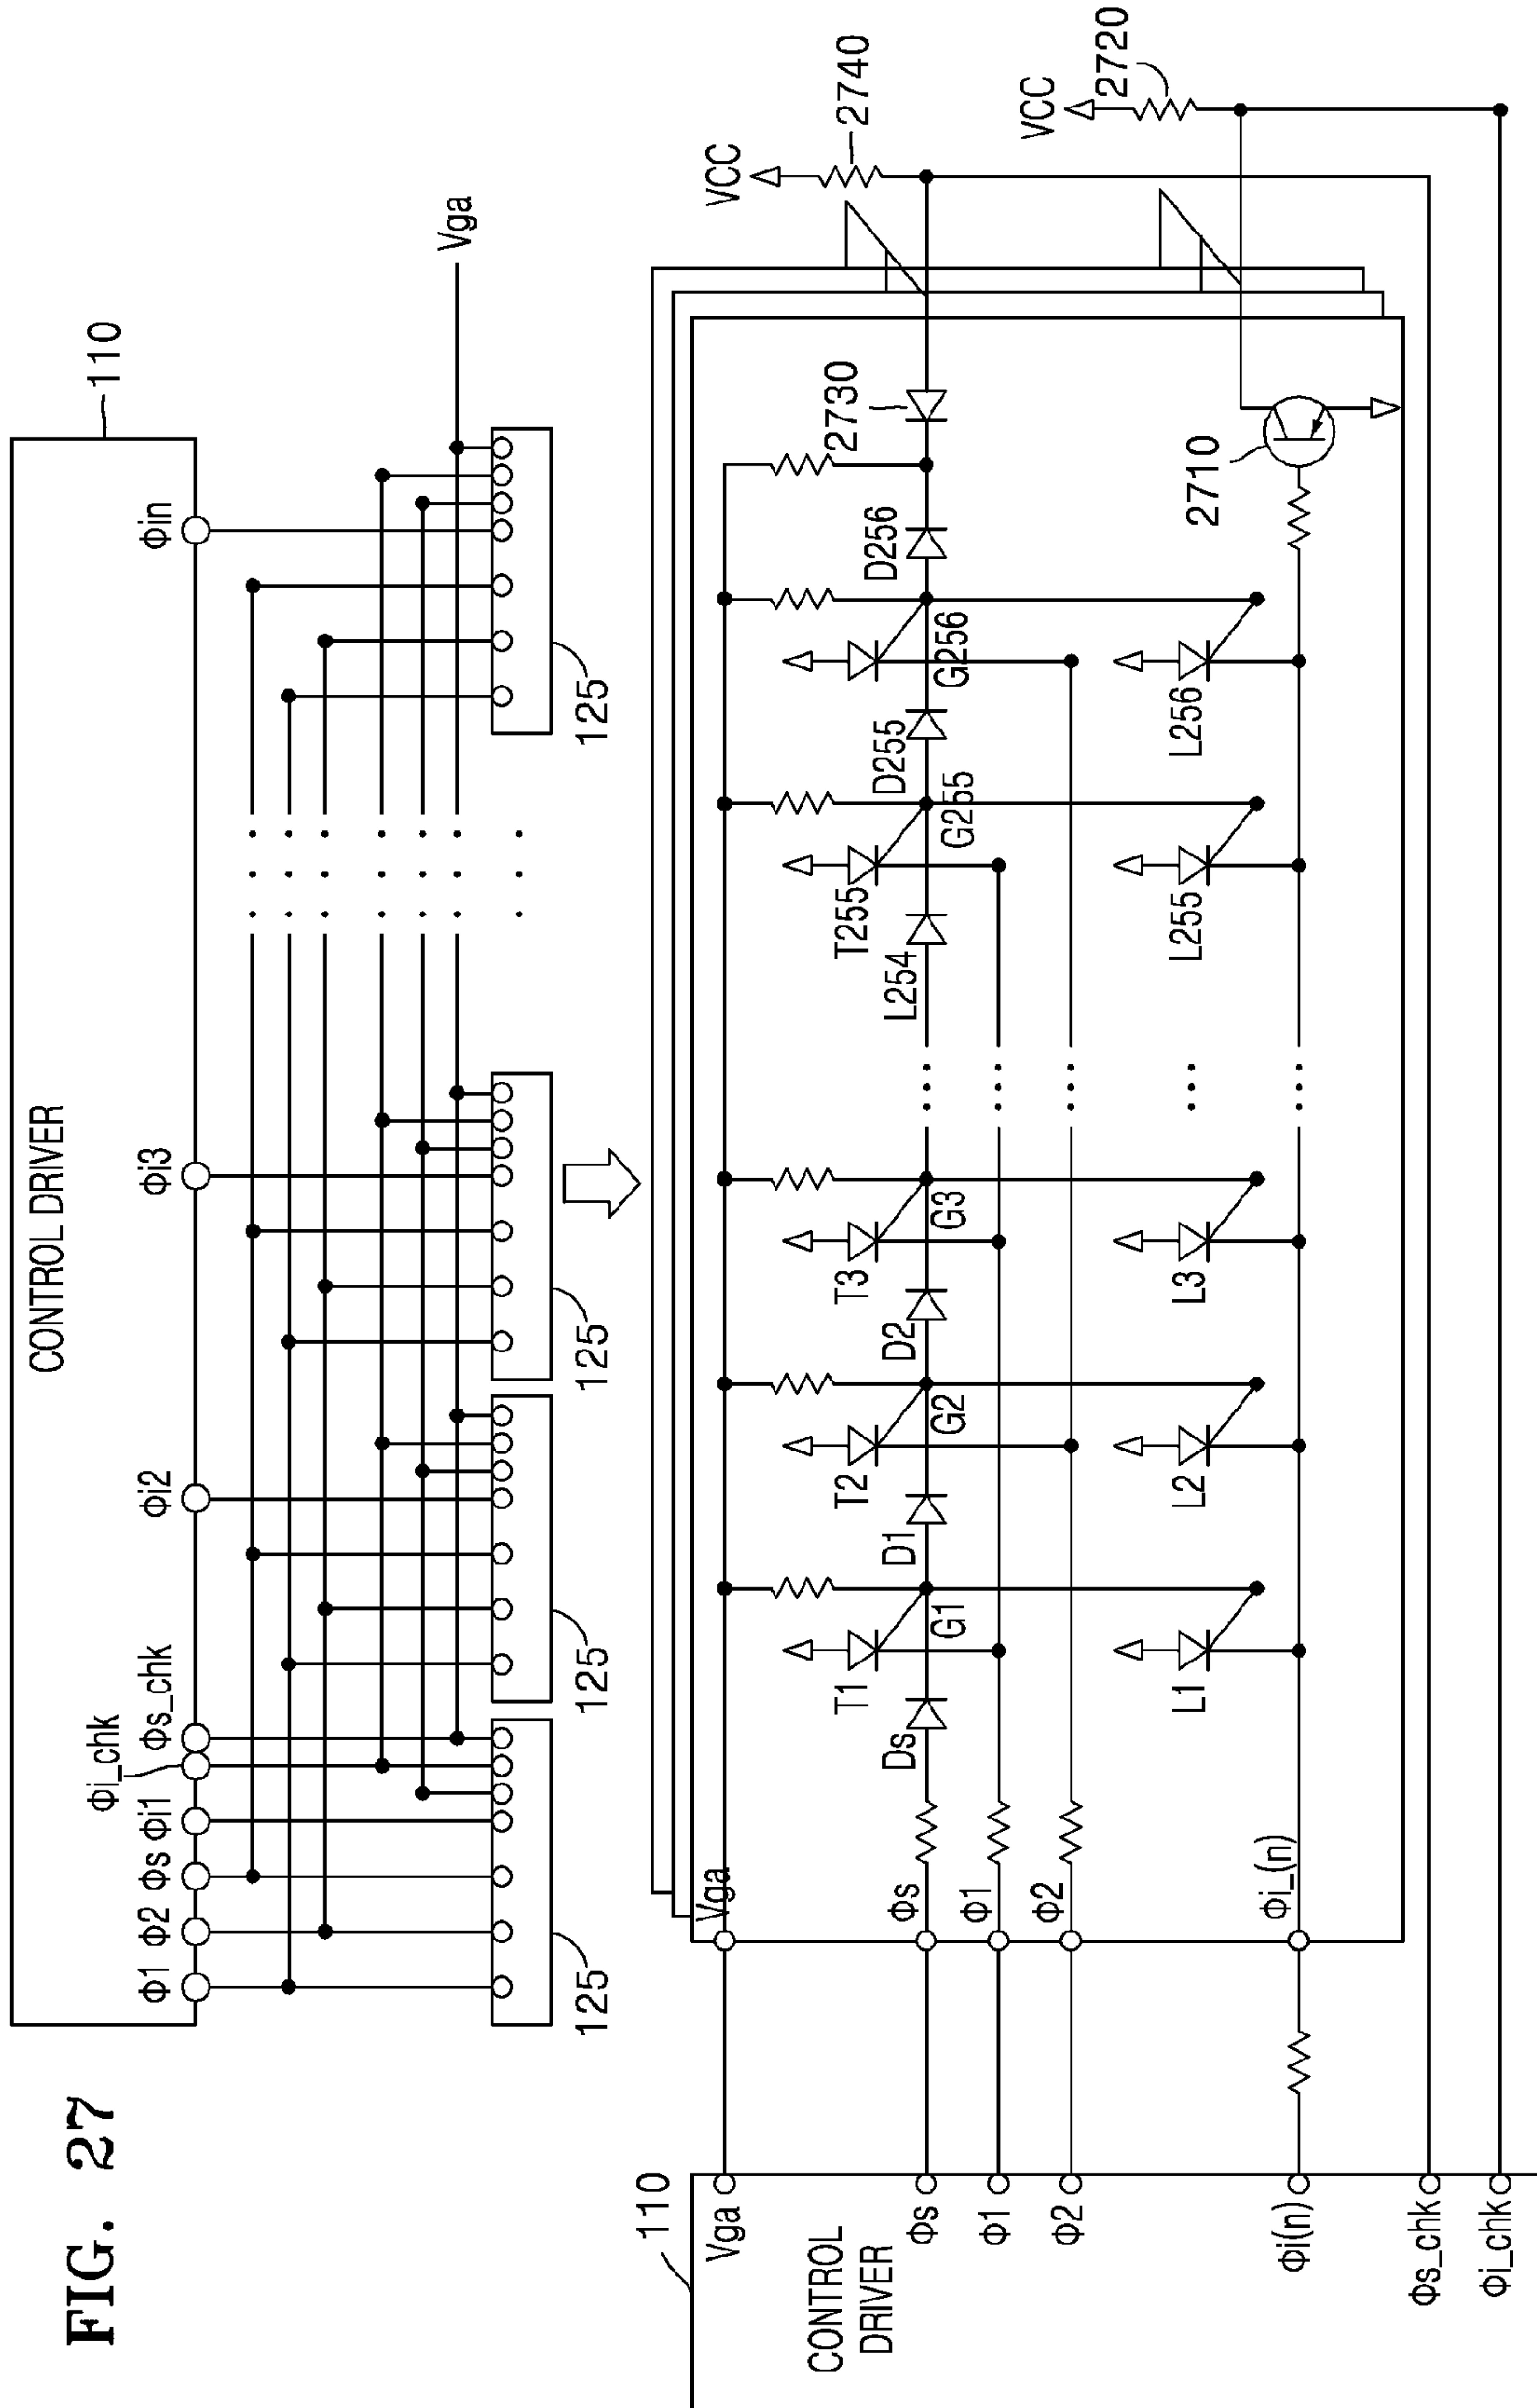 FIG. 27
CONTROL DRIVER
110
Φ1
Φ2
Φs
Φi1
Φi_chk
Φs_chk
Φi2
Φi3
Φin
Vga
125
125
125
125
110
CONTROL
DRIVER
Vga
Φs
Φ1
Φ2
Φi(n)
Φs_chk
Φi_chk
Vga
Φs
Φ1
Φ2
Φi_(n)
Ds
T1
G1
D1
T2
G2
D2
T3
G3
L254
T255
G255
D255
G256
D256
2730
L1
L2
L3
L255
L256
2710
VCC
2740
VCC
2720